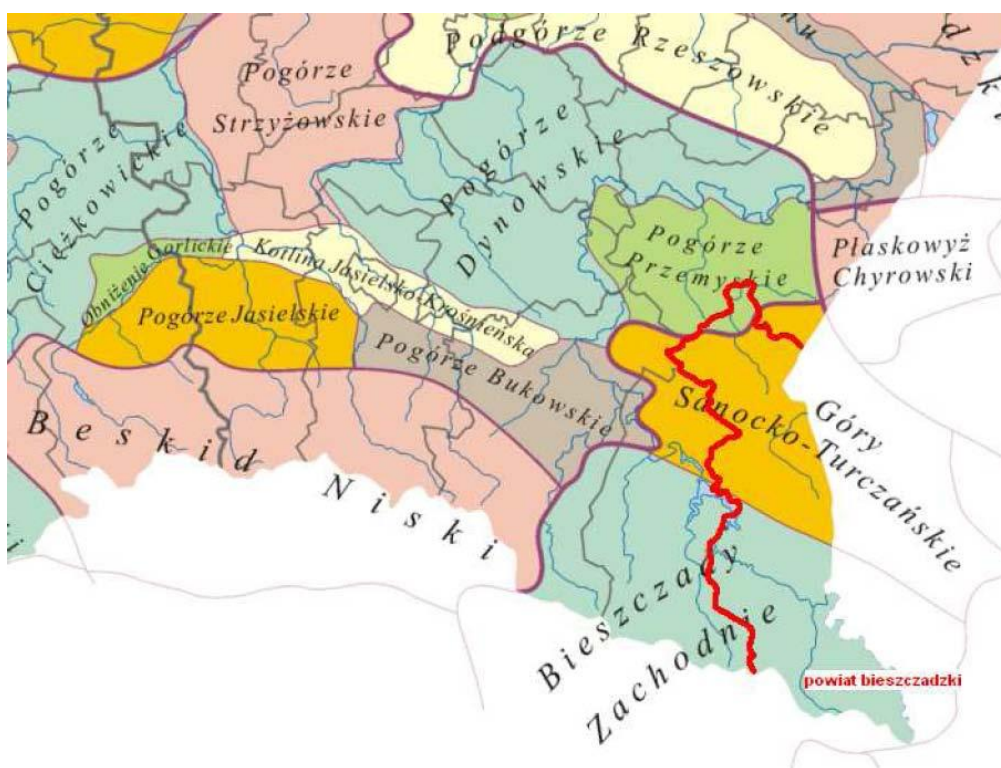 Podgórze Rzeszowskie
Pogórze
Strzyżowskie
Pogórze
Ciężkowickie
Pogórze
Dynowskie
Pogórze
Przemyskie
Płaskowyż
Chyrowski
Obniżenie Gorlickie
Kotlina Jasielsko-Krośnieńska
Pogórze Jasielskie
Pogórze Bukowskie
Beskid Niski
Góry
Sanocko-Turczańskie
Bieszczady
Zachodnie
powiat bieszczadzki